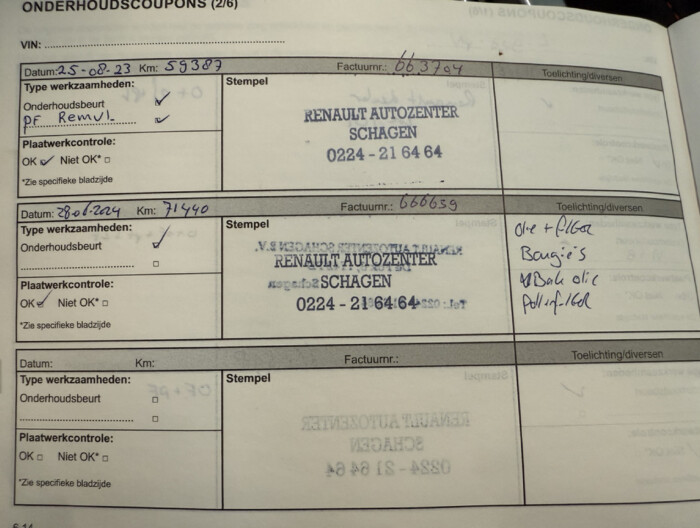 ONDERHOUDSCOUPONS (2/6)
VIN:
Datum: 25-08-23 Km: 59387 Factuurnr.: 663794 Toelichting/diversen
Type werkzaamheden:
Onderhoudsbeurt
PF Remvl.
Plaatwerkcontrole:
OK Niet OK*
*Zie specifieke bladzijde
Stempel
RENAULT AUTOZENTER
SCHAGEN
0224 - 21 64 64
Datum: 28-06-2024 Km: 71440 Factuurnr.: 666659 Toelichting/diversen
Type werkzaamheden:
Onderhoudsbeurt
Plaatwerkcontrole:
OK Niet OK*
*Zie specifieke bladzijde
Stempel
RENAULT AUTOZENTER
SCHAGEN
0224 - 21 64 64
Olie + filter
Bougie's
Bak olie
Pollenfilter
Datum: Km: Factuurnr.: Toelichting/diversen
Type werkzaamheden:
Onderhoudsbeurt
Plaatwerkcontrole:
OK Niet OK*
*Zie specifieke bladzijde
Stempel